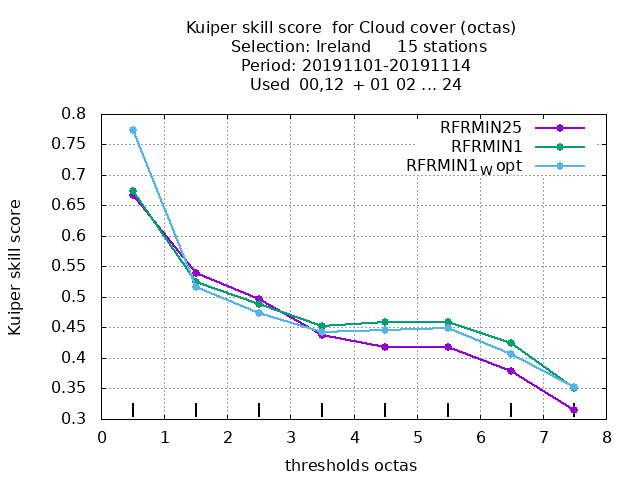 Kuiper skill score  for Cloud cover (octas)
Selection: Ireland     15 stations
Period: 20191101-20191114
Used  00,12  + 01 02 ... 24
RFRMIN25
RFRMIN1
RFRMIN1W opt
0.8
0.75
0.7
0.65
0.6
0.55
0.5
0.45
0.4
0.35
0.3
Kuiper skill score
0 1 2 3 4 5 6 7 8
thresholds octas